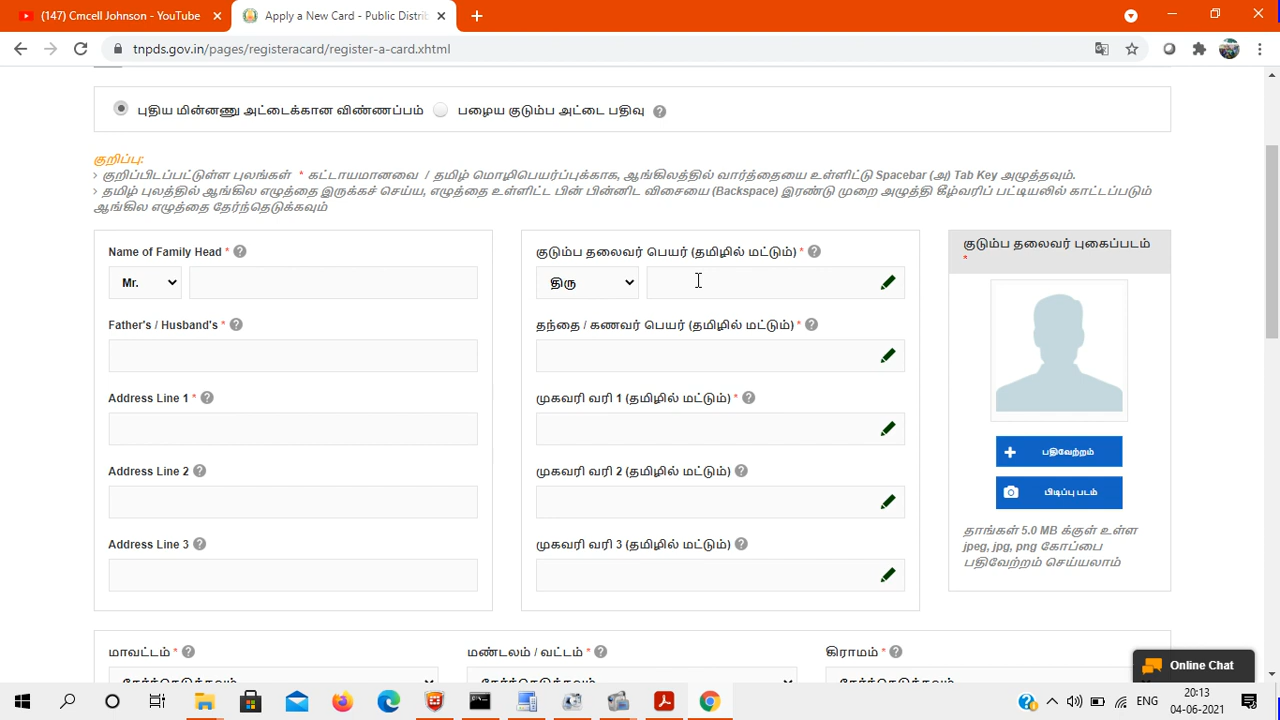 (147) Cmcell Johnson - YouTube
Apply a New Card - Public Distrib
tnpds.gov.in/pages/registeracard/register-a-card.xhtml
புதிய மின்னணு அட்டைக்கான விண்ணப்பம் பழைய குடும்ப அட்டை பதிவு
குறிப்பு:
› குறிப்பிடப்பட்டுள்ள புலங்கள் * கட்டாயமானவை / தமிழ் மொழிபெயர்ப்புக்காக, ஆங்கிலத்தில் வார்த்தையை உள்ளிட்டு Spacebar (அ) Tab Key அழுத்தவும்.
› தமிழ் புலத்தில் ஆங்கில எழுத்தை இருக்கச் செய்ய, எழுத்தை உள்ளிட்ட பின் பின்னிட விசையை (Backspace) இரண்டு முறை அழுத்தி கீழ்வரிப் பட்டியலில் காட்டப்படும்
ஆங்கில எழுத்தை தேர்ந்தெடுக்கவும்
Name of Family Head *
Mr.
Father's / Husband's *
Address Line 1 *
Address Line 2
Address Line 3
குடும்ப தலைவர் பெயர் (தமிழில் மட்டும்) *
திரு
தந்தை / கணவர் பெயர் (தமிழில் மட்டும்) *
முகவரி வரி 1 (தமிழில் மட்டும்) *
முகவரி வரி 2 (தமிழில் மட்டும்)
முகவரி வரி 3 (தமிழில் மட்டும்)
குடும்ப தலைவர் புகைப்படம்
*
பதிவேற்றம்
பிடிப்பு படம்
தாங்கள் 5.0 MB க்குள் உள்ள
jpeg, jpg, png கோப்பை
பதிவேற்றம் செய்யலாம்
மாவட்டம் * மண்டலம் / வட்டம் * கிராமம் *
தேர்ந்தெடுக்கவும் தேர்ந்தெடுக்கவும் தேர்ந்தெடுக்கவும்
Online Chat
ENG
20:13
04-06-2021